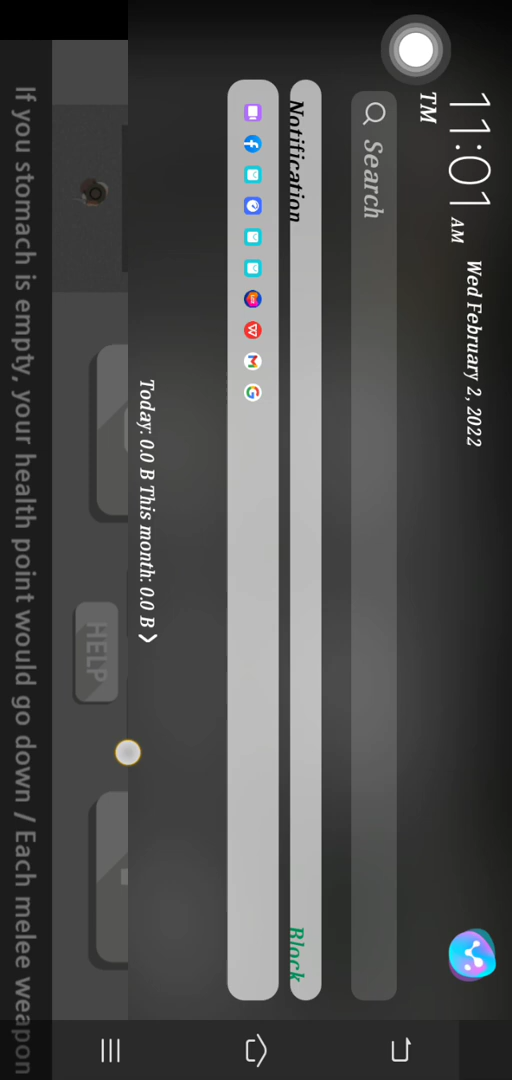 11:01 AM Wed February 2, 2022
TM
Search
Notification Block
Today: 0.0 B This month: 0.0 B
HELP
If you stomach is empty, your health point would go down / Each melee weapon